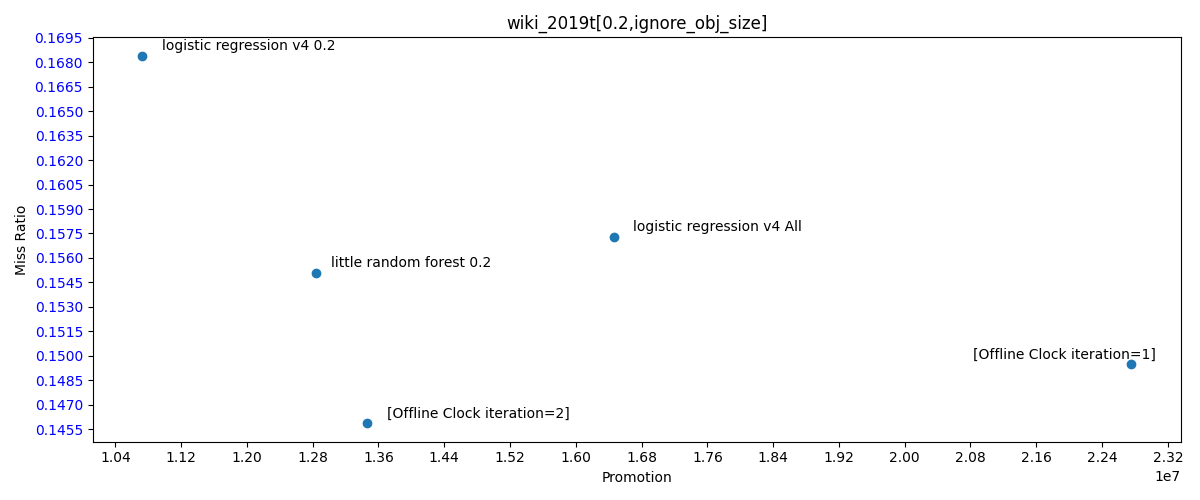 wiki_2019t[0.2,ignore_obj_size]
Miss Ratio
0.1695
0.1680
0.1665
0.1650
0.1635
0.1620
0.1605
0.1590
0.1575
0.1560
0.1545
0.1530
0.1515
0.1500
0.1485
0.1470
0.1455
logistic regression v4 0.2
logistic regression v4 All
little random forest 0.2
[Offline Clock iteration=1]
[Offline Clock iteration=2]
1.04 1.12 1.20 1.28 1.36 1.44 1.52 1.60 1.68 1.76 1.84 1.92 2.00 2.08 2.16 2.24 2.32
1e7
Promotion